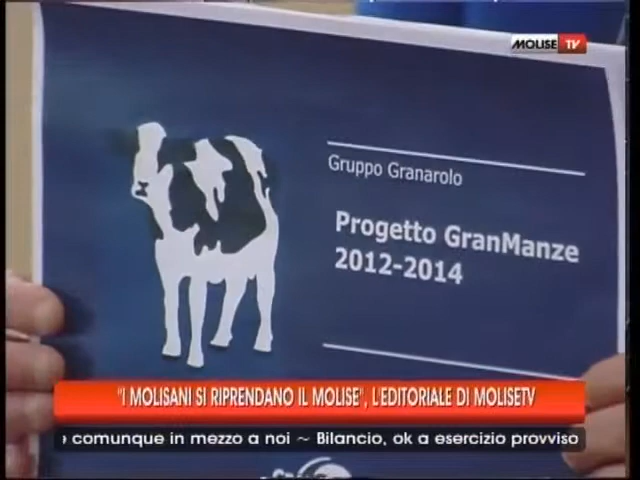 MOLISE TV
Gruppo Granarolo
Progetto GranManze
2012-2014
"I MOLISANI SI RIPRENDANO IL MOLISE", L'EDITORIALE DI MOLISETV
comunque in mezzo a noi ~ Bilancio, ok a esercizio provviso